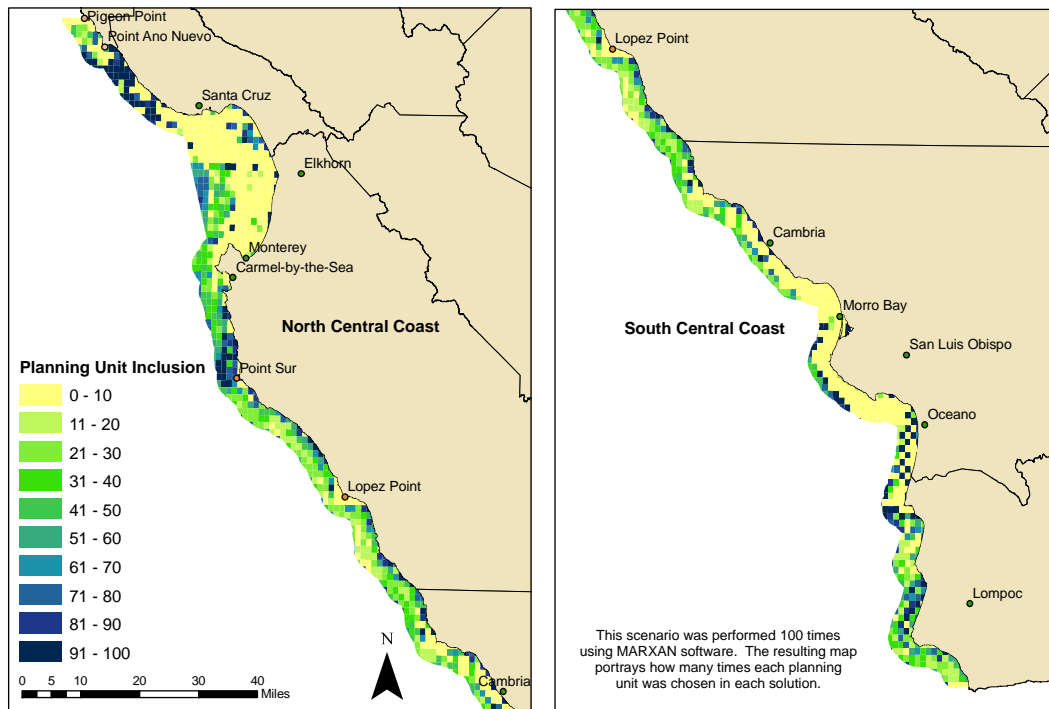 Pigeon Point
Point Ano Nuevo
Santa Cruz
Elkhorn
Monterey
Carmel-by-the-Sea
North Central Coast
Planning Unit Inclusion
0 - 10
11 - 20
21 - 30
31 - 40
41 - 50
51 - 60
61 - 70
71 - 80
81 - 90
91 - 100
Point Sur
Lopez Point
N
0 5 10 20 30 40
Miles
Cambria
Lopez Point
Cambria
Morro Bay
South Central Coast
San Luis Obispo
Oceano
Lompoc
This scenario was performed 100 times
using MARXAN software. The resulting map
portrays how many times each planning
unit was chosen in each solution.